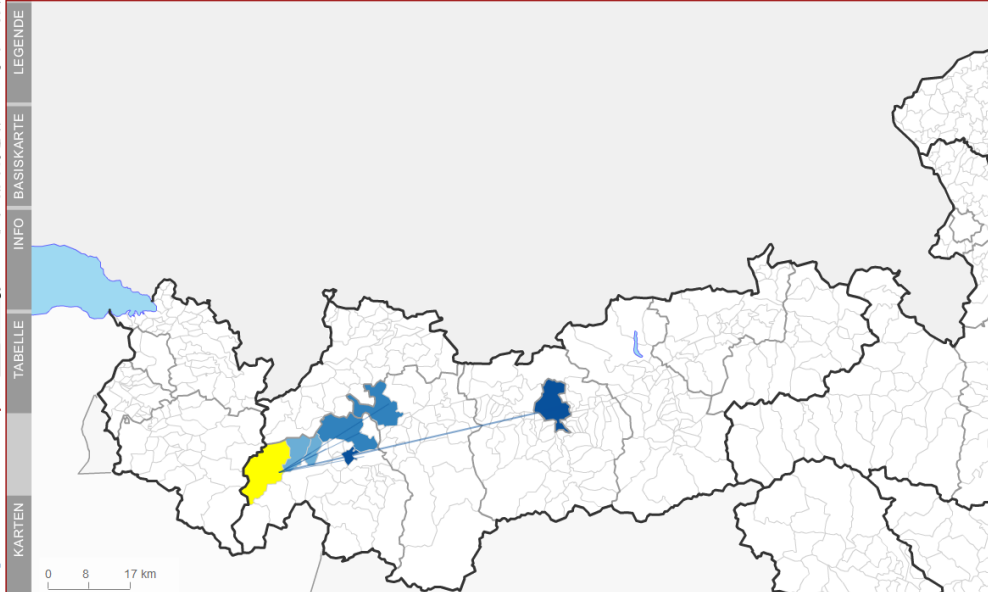 LEGENDE
BASISKARTE
INFO
TABELLE
KARTEN
0 8 17 km